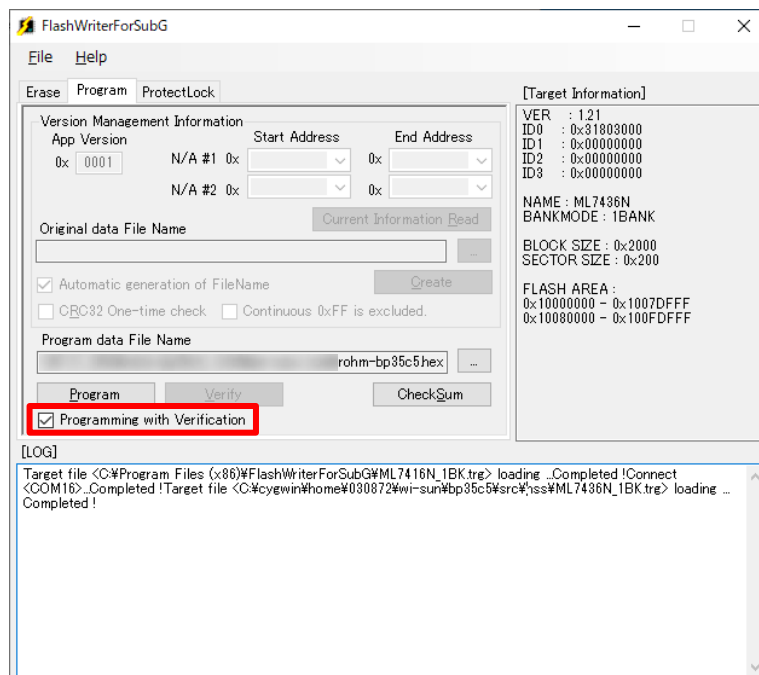 FlashWriterForSubG
File Help
Erase Program ProtectLock
Version Management Information
App Version Start Address End Address
0x 0001 N/A #1 0x 0x
N/A #2 0x 0x
Current Information Read
Original data File Name
...
Automatic generation of FileName Create
CRC32 One-time check Continuous 0xFF is excluded.
Program data File Name
rohm-bp35c5.hex ...
Program Verify CheckSum
Programming with Verification
[Target Information]
VER : 1.21
ID0 : 0x31803000
ID1 : 0x00000000
ID2 : 0x00000000
ID3 : 0x00000000
NAME : ML7436N
BANKMODE : 1BANK
BLOCK SIZE : 0x2000
SECTOR SIZE : 0x200
FLASH AREA :
0x10000000 - 0x1007DFFF
0x10080000 - 0x100FDFFF
[LOG]
Target file <C:¥Program Files (x86)¥FlashWriterForSubG¥ML7416N_1BK.trg> loading ...Completed !Connect
<COM16>...Completed !Target file <C:¥cygwin¥home¥030872¥wi-sun¥bp35c5¥src¥hss¥ML7436N_1BK.trg> loading ...
Completed !